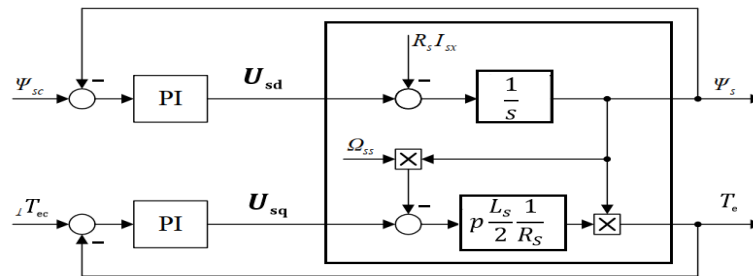 R_s I_sx
Ψ_sc
PI
U_sd
1/s
Ψ_s
Ω_ss
×
T_ec
PI
U_sq
p L_s/2 1/R_S
×
T_e